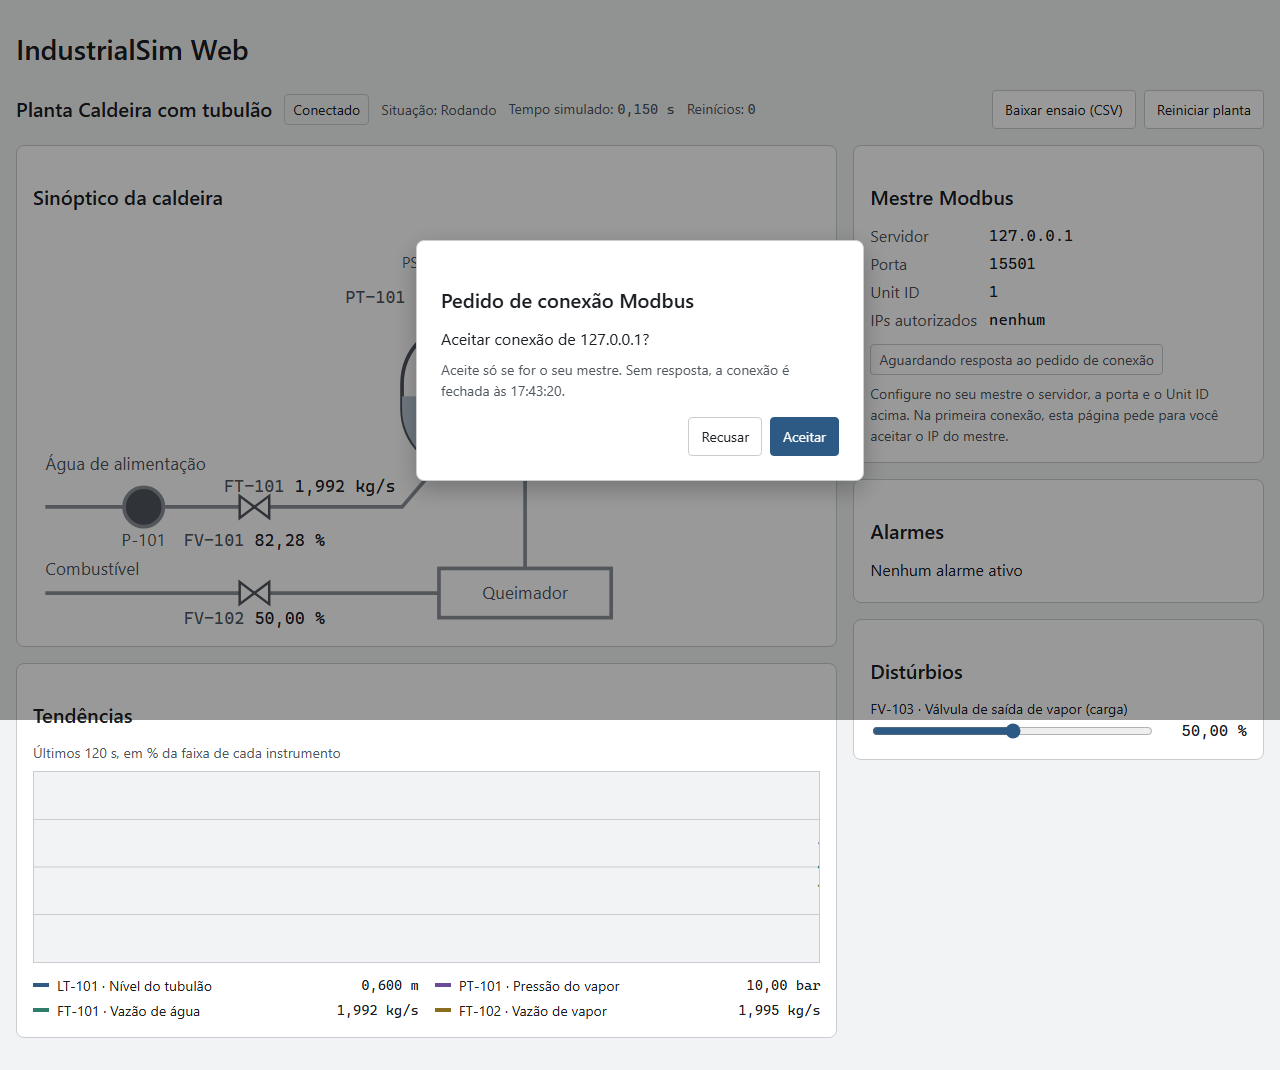 IndustrialSim Web
Planta Caldeira com tubulão
Conectado
Situação: Rodando
Tempo simulado: 0,150 s
Reinícios: 0
Baixar ensaio (CSV)
Reiniciar planta
Sinóptico da caldeira
PT-101
Água de alimentação
FT-101 1,992 kg/s
P-101
FV-101 82,28 %
Combustível
FV-102 50,00 %
Queimador
Pedido de conexão Modbus
Aceitar conexão de 127.0.0.1?
Aceite só se for o seu mestre. Sem resposta, a conexão é
fechada às 17:43:20.
Recusar
Aceitar
Mestre Modbus
Servidor 127.0.0.1
Porta 15501
Unit ID 1
IPs autorizados nenhum
Aguardando resposta ao pedido de conexão
Configure no seu mestre o servidor, a porta e o Unit ID
acima. Na primeira conexão, esta página pede para você
aceitar o IP do mestre.
Alarmes
Nenhum alarme ativo
Distúrbios
FV-103 · Válvula de saída de vapor (carga)
50,00 %
Tendências
Últimos 120 s, em % da faixa de cada instrumento
LT-101 · Nível do tubulão 0,600 m
PT-101 · Pressão do vapor 10,00 bar
FT-101 · Vazão de água 1,992 kg/s
FT-102 · Vazão de vapor 1,995 kg/s